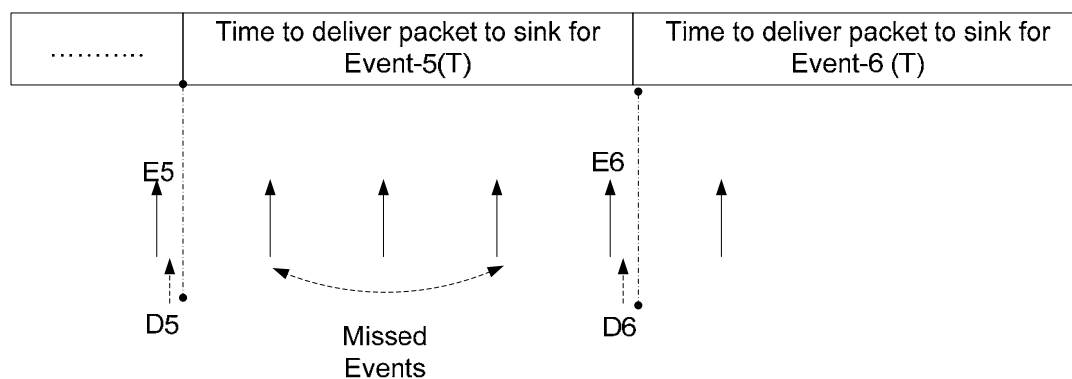 ...........
Time to deliver packet to sink for
Event-5(T)
Time to deliver packet to sink for
Event-6 (T)
E5
E6
D5
D6
Missed
Events